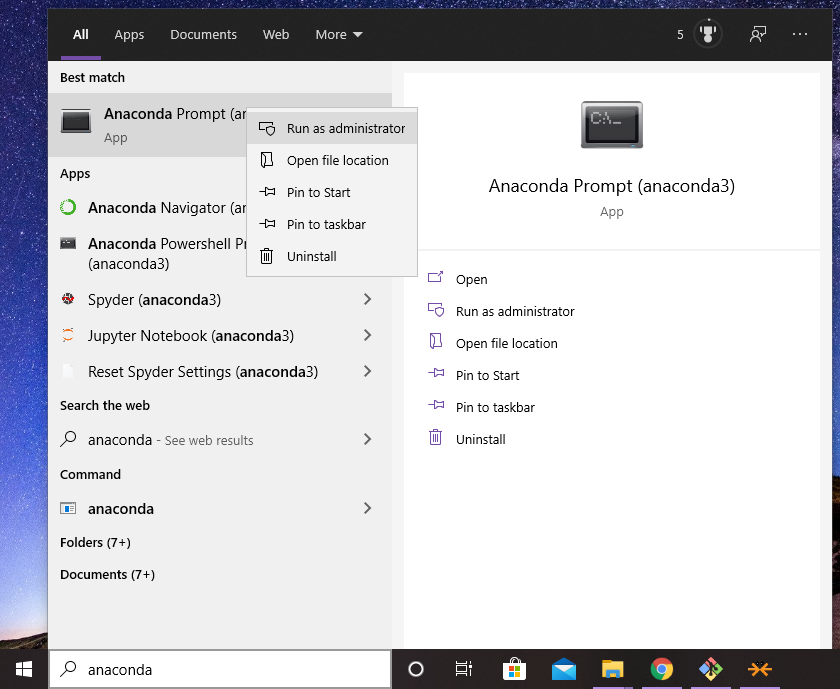 All Apps Documents Web More 5
Best match
Anaconda Prompt (an
App
Apps
Anaconda Navigator (an
Anaconda Powershell Pr
(anaconda3)
Spyder (anaconda3)
Jupyter Notebook (anaconda3)
Reset Spyder Settings (anaconda3)
Search the web
anaconda - See web results
Command
anaconda
Folders (7+)
Documents (7+)
Run as administrator
Open file location
Pin to Start
Pin to taskbar
Uninstall
C:\_
Anaconda Prompt (anaconda3)
App
Open
Run as administrator
Open file location
Pin to Start
Pin to taskbar
Uninstall
anaconda